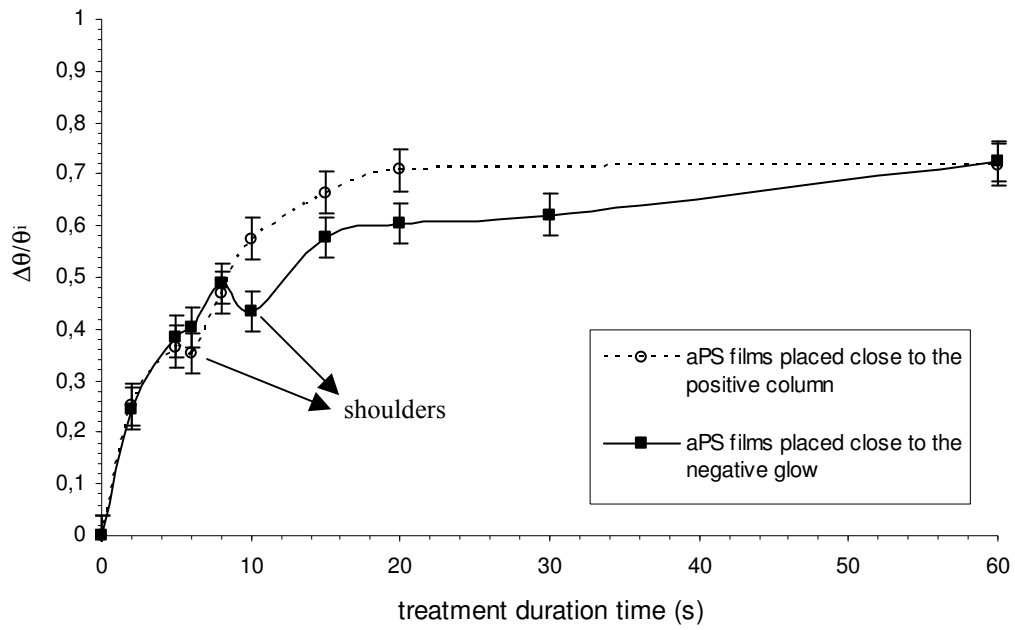 1
0,9
0,8
0,7
0,6
0,5
0,4
0,3
0,2
0,1
0
Δθ/θⁱ
shoulders
aPS films placed close to the
positive column
aPS films placed close to the
negative glow
0 10 20 30 40 50 60
treatment duration time (s)